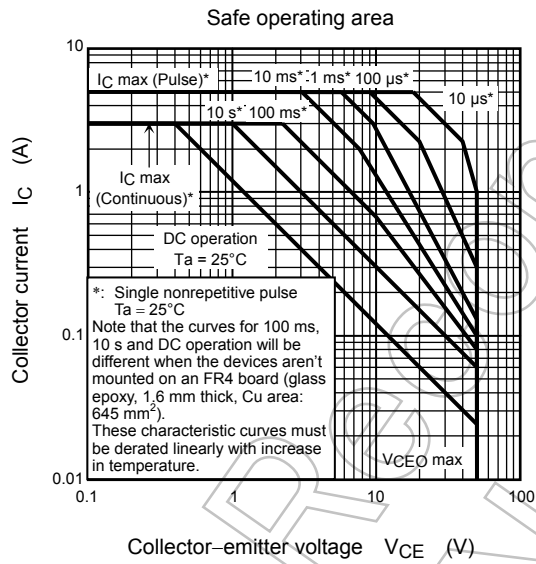 Safe operating area
10
IC max (Pulse)*
10 ms*
1 ms*
100 μs*
10 μs*
10 s*
100 ms*
IC max
(Continuous)*
1
DC operation
Ta = 25°C
*: Single nonrepetitive pulse
Ta = 25°C
Note that the curves for 100 ms,
10 s and DC operation will be
different when the devices aren't
mounted on an FR4 board (glass
epoxy, 1.6 mm thick, Cu area:
645 mm²).
These characteristic curves must
be derated linearly with increase
in temperature.
0.1
VCEO max
0.01
0.1
1
10
100
Collector current IC (A)
Collector–emitter voltage VCE (V)